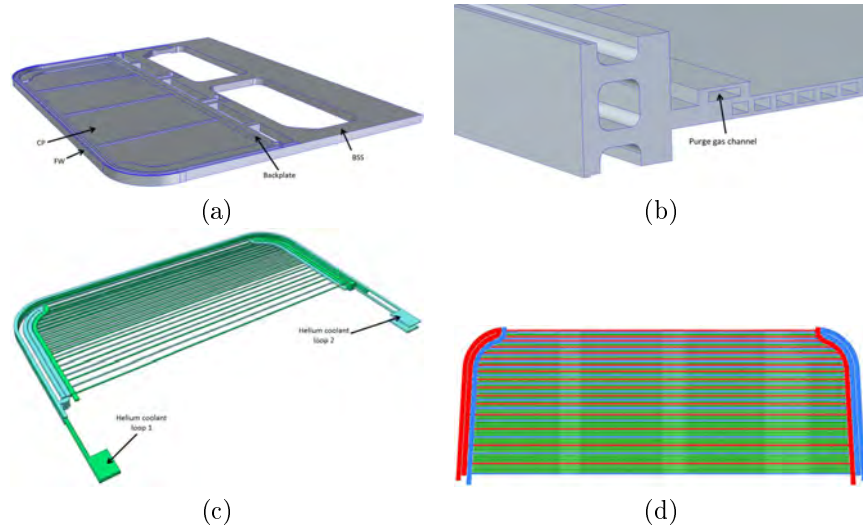 CP
FW
Backplate
BSS
(a)
Purge gas channel
(b)
Helium coolant
loop 2
Helium coolant
loop 1
(c)
(d)